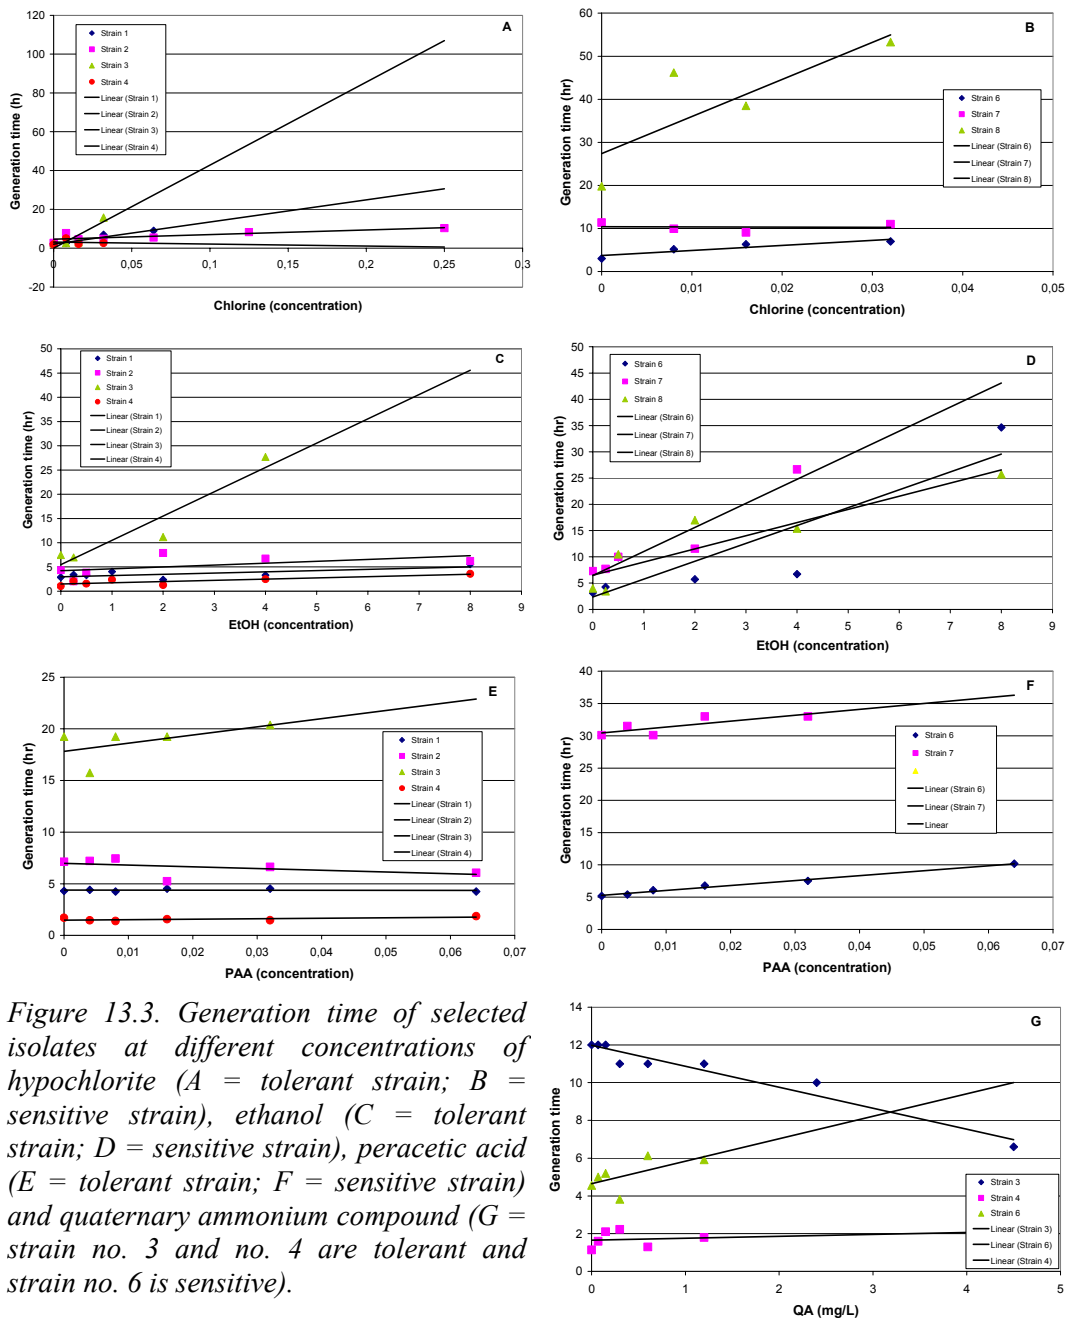 A
Generation time (h)
120
100
80
60
40
20
0
-20
Strain 1
Strain 2
Strain 3
Strain 4
Linear (Strain 1)
Linear (Strain 2)
Linear (Strain 3)
Linear (Strain 4)
0 0,05 0,1 0,15 0,2 0,25 0,3
Chlorine (concentration)
B
Generation time (hr)
60
50
40
30
20
10
0
Strain 6
Strain 7
Strain 8
Linear (Strain 6)
Linear (Strain 7)
Linear (Strain 8)
0 0,01 0,02 0,03 0,04 0,05
Chlorine (concentration)
C
Generation time (hr)
50
45
40
35
30
25
20
15
10
5
0
Strain 1
Strain 2
Strain 3
Strain 4
Linear (Strain 1)
Linear (Strain 2)
Linear (Strain 3)
Linear (Strain 4)
0 1 2 3 4 5 6 7 8 9
EtOH (concentration)
D
Generation time (hr)
50
45
40
35
30
25
20
15
10
5
0
Strain 6
Strain 7
Strain 8
Linear (Strain 6)
Linear (Strain 7)
Linear (Strain 8)
0 1 2 3 4 5 6 7 8 9
EtOH (concentration)
E
Generation time (hr)
25
20
15
10
5
0
Strain 1
Strain 2
Strain 3
Strain 4
Linear (Strain 1)
Linear (Strain 2)
Linear (Strain 3)
Linear (Strain 4)
0 0,01 0,02 0,03 0,04 0,05 0,06 0,07
PAA (concentration)
F
Generation time (hr)
40
35
30
25
20
15
10
5
0
Strain 6
Strain 7
Linear (Strain 6)
Linear (Strain 7)
Linear
0 0,01 0,02 0,03 0,04 0,05 0,06 0,07
PAA (concentration)
Figure 13.3. Generation time of selected
isolates at different concentrations of
hypochlorite (A = tolerant strain; B =
sensitive strain), ethanol (C = tolerant
strain; D = sensitive strain), peracetic acid
(E = tolerant strain; F = sensitive strain)
and quaternary ammonium compound (G =
strain no. 3 and no. 4 are tolerant and
strain no. 6 is sensitive).
G
Generation time
14
12
10
8
6
4
2
0
Strain 3
Strain 4
Strain 6
Linear (Strain 3)
Linear (Strain 6)
Linear (Strain 4)
0 1 2 3 4 5
QA (mg/L)